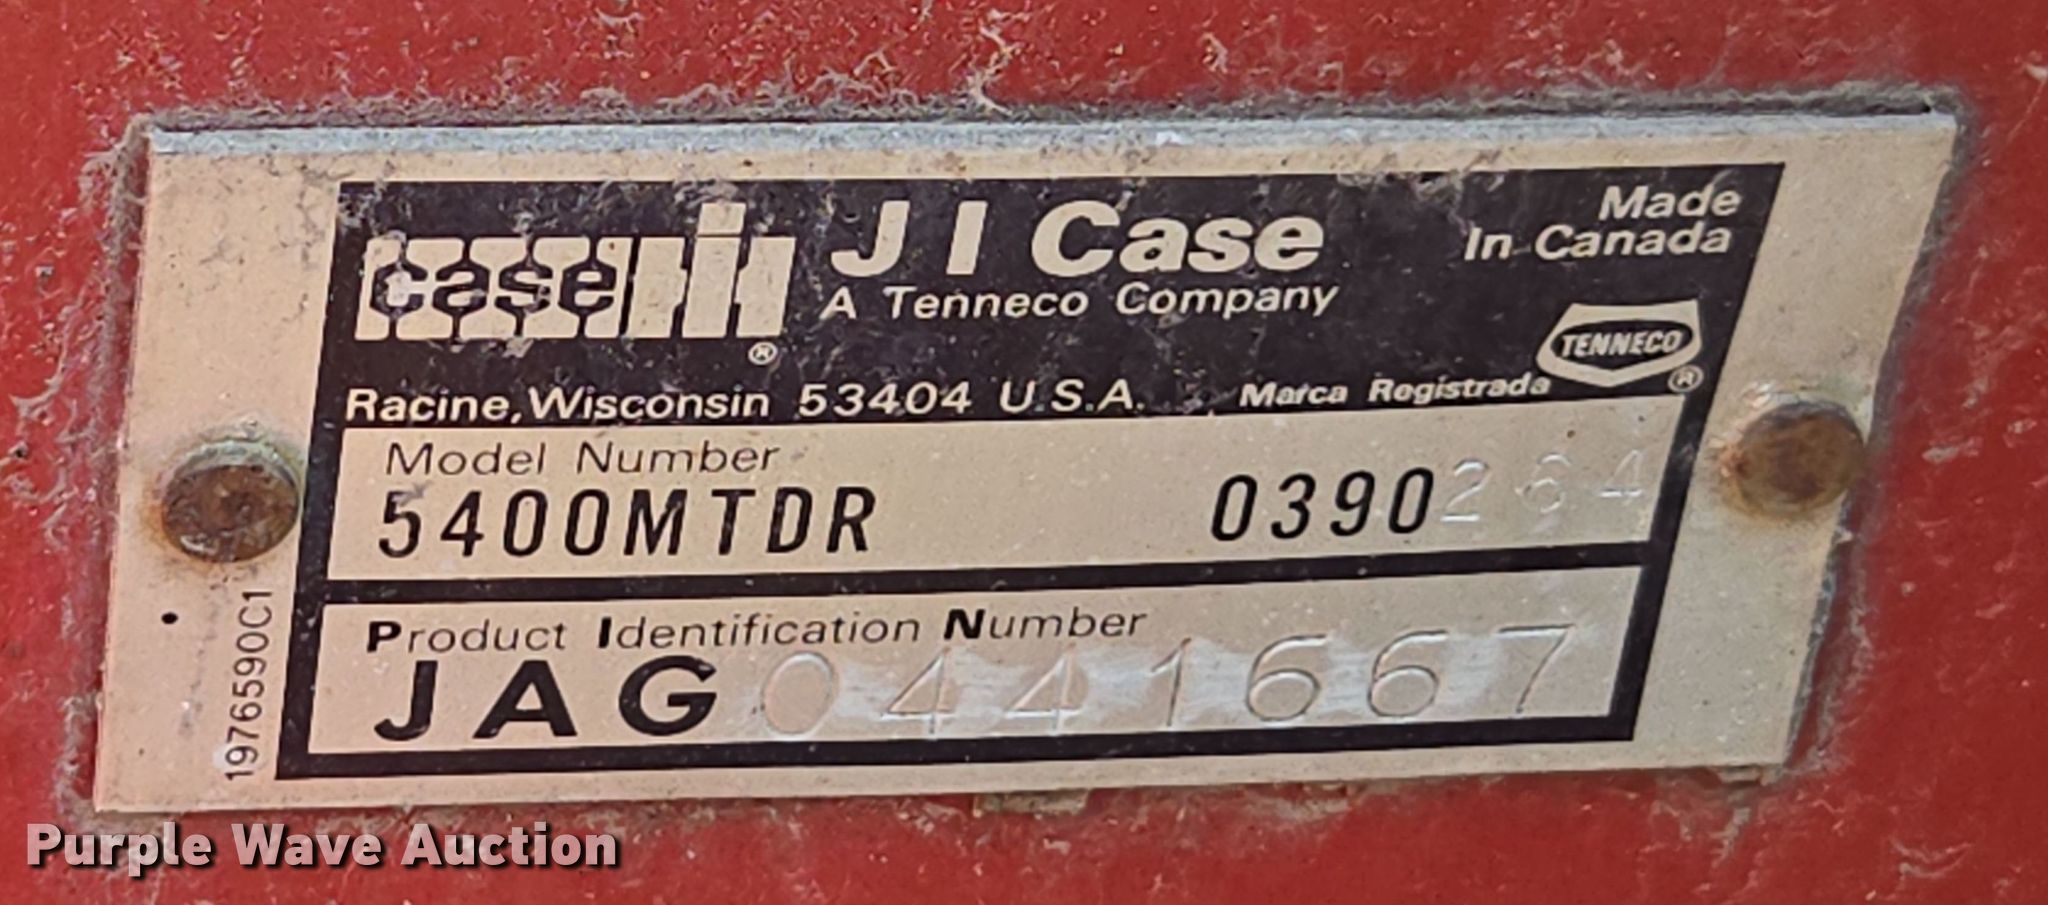 case IH ®
J I Case
A Tenneco Company
Made
In Canada
TENNECO ®
Racine, Wisconsin 53404 U.S.A.
Marca Registrada
Model Number
5400MTDR 0390264
Product Identification Number
JAG0441667
1976590C1
Purple Wave Auction